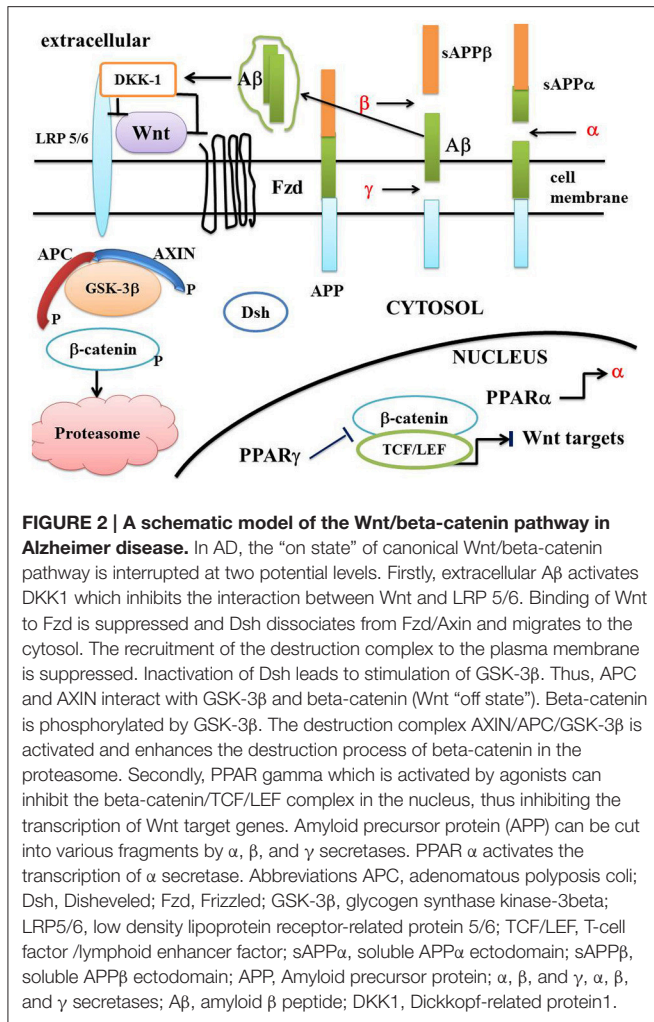 extracellular
DKK-1
Aβ
sAPPβ
sAPPα
β
α
LRP 5/6
Wnt
Aβ
Fzd
γ
cell
membrane
APC
AXIN
GSK-3β
P
P
APP
Dsh
CYTOSOL
β-catenin
P
NUCLEUS
PPARα
α
Proteasome
β-catenin
PPARγ
TCF/LEF
Wnt targets
FIGURE 2 | A schematic model of the Wnt/beta-catenin pathway in
Alzheimer disease. In AD, the “on state” of canonical Wnt/beta-catenin
pathway is interrupted at two potential levels. Firstly, extracellular Aβ activates
DKK1 which inhibits the interaction between Wnt and LRP 5/6. Binding of Wnt
to Fzd is suppressed and Dsh dissociates from Fzd/Axin and migrates to the
cytosol. The recruitment of the destruction complex to the plasma membrane
is suppressed. Inactivation of Dsh leads to stimulation of GSK-3β. Thus, APC
and AXIN interact with GSK-3β and beta-catenin (Wnt “off state”). Beta-catenin
is phosphorylated by GSK-3β. The destruction complex AXIN/APC/GSK-3β is
activated and enhances the destruction process of beta-catenin in the
proteasome. Secondly, PPAR gamma which is activated by agonists can
inhibit the beta-catenin/TCF/LEF complex in the nucleus, thus inhibiting the
transcription of Wnt target genes. Amyloid precursor protein (APP) can be cut
into various fragments by α, β, and γ secretases. PPAR α activates the
transcription of α secretase. Abbreviations APC, adenomatous polyposis coli;
Dsh, Disheveled; Fzd, Frizzled; GSK-3β, glycogen synthase kinase-3beta;
LRP5/6, low density lipoprotein receptor-related protein 5/6; TCF/LEF, T-cell
factor /lymphoid enhancer factor; sAPPα, soluble APPα ectodomain; sAPPβ,
soluble APPβ ectodomain; APP, Amyloid precursor protein; α, β, and γ, α, β,
and γ secretases; Aβ, amyloid β peptide; DKK1, Dickkopf-related protein1.